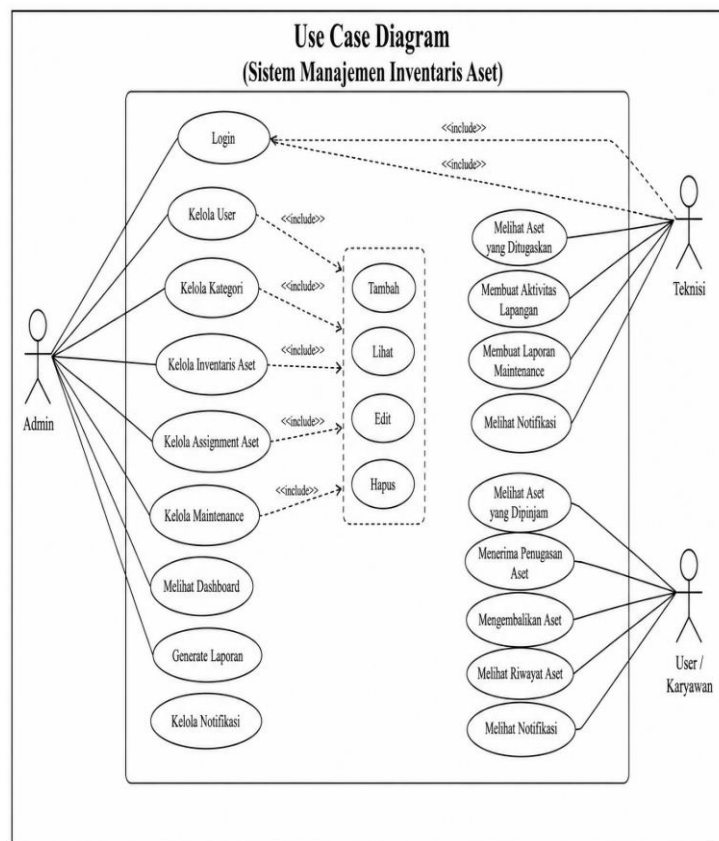 Use Case Diagram
(Sistem Manajemen Inventaris Aset)
Login
<<include>>
<<include>>
Kelola User
<<include>>
Kelola Kategori
<<include>>
Kelola Inventaris Aset
<<include>>
Kelola Assignment Aset
<<include>>
Kelola Maintenance
<<include>>
Melihat Dashboard
Generate Laporan
Kelola Notifikasi
Admin
Tambah
Lihat
Edit
Hapus
Melihat Aset
yang Ditugaskan
Membuat Aktivitas
Lapangan
Membuat Laporan
Maintenance
Melihat Notifikasi
Teknisi
Melihat Aset
yang Dipinjam
Menerima Penugasan
Aset
Mengembalikan Aset
Melihat Riwayat Aset
Melihat Notifikasi
User /
Karyawan